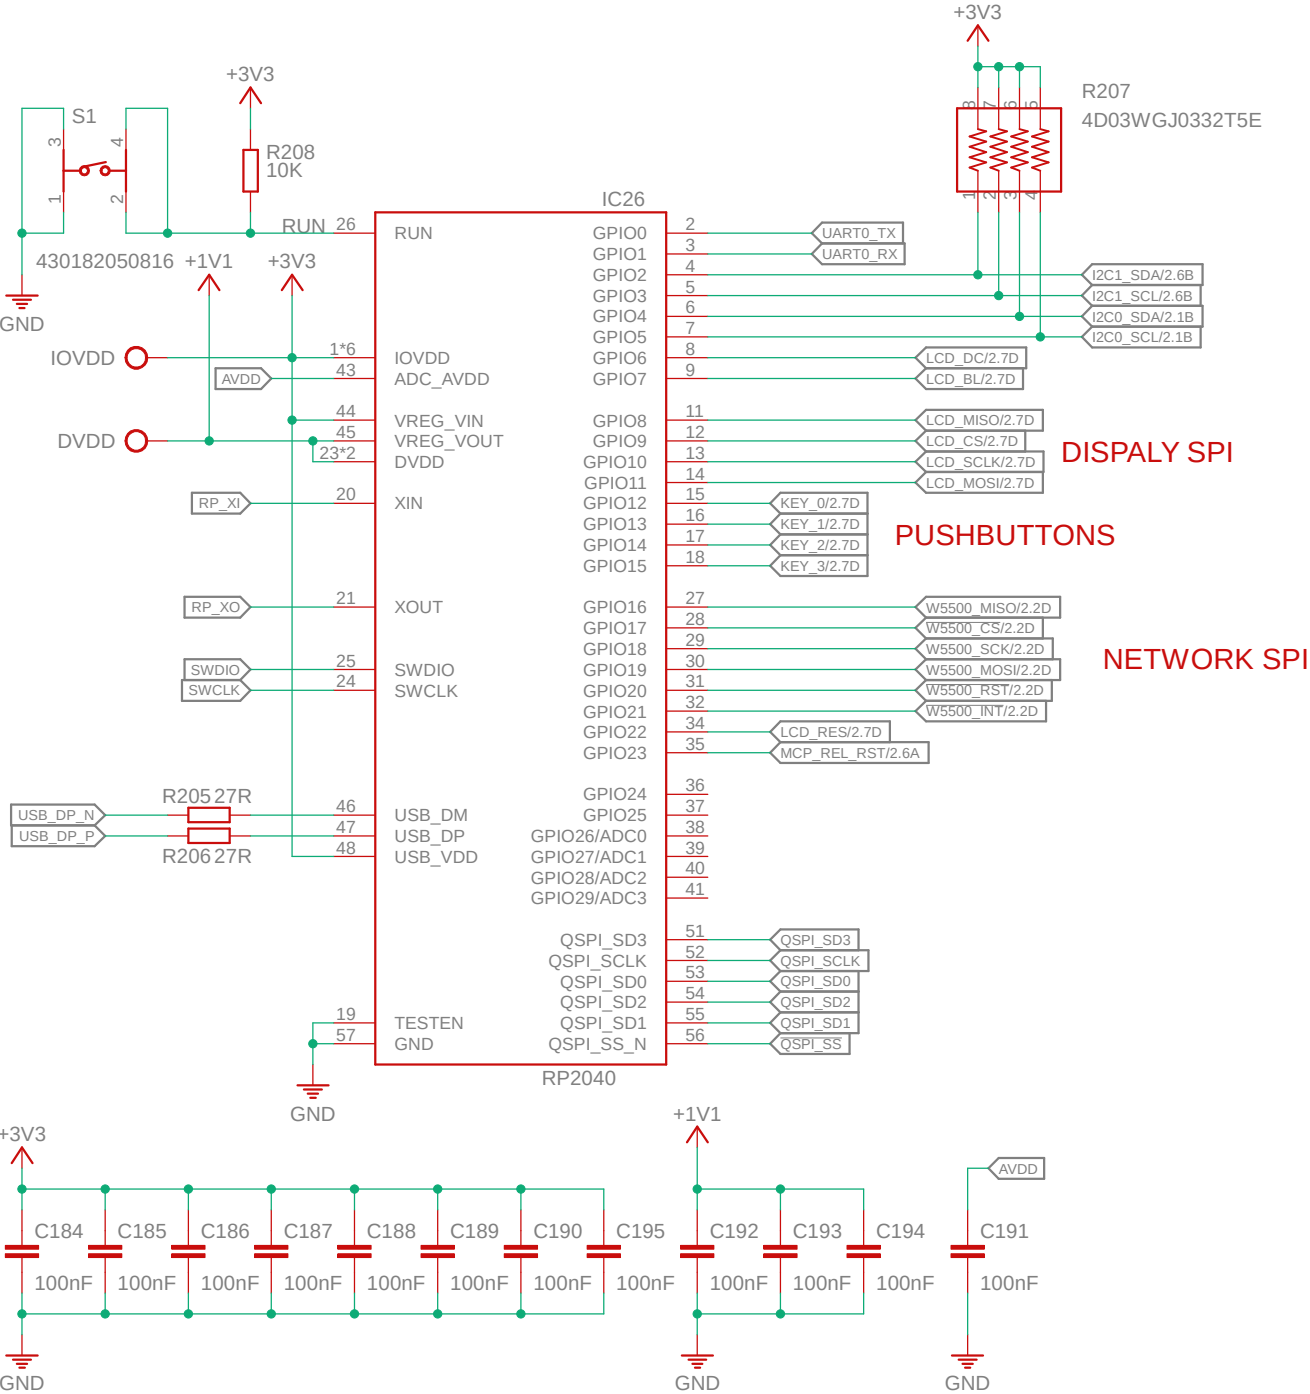 +3V3
R207
4D03WGJ0332T5E
8 7 6 5
1 2 3 4
+3V3
S1
3 4
1 2
R208
10K
430182050816
GND
+1V1
+3V3
IC26
RUN 26 RUN
IOVDD 1*6 IOVDD
AVDD 43 ADC_AVDD
44 VREG_VIN
DVDD 45 VREG_VOUT
23*2 DVDD
RP_XI 20 XIN
RP_XO 21 XOUT
SWDIO 25 SWDIO
SWCLK 24 SWCLK
R205 27R
USB_DP_N 46 USB_DM
USB_DP_P 47 USB_DP
R206 27R
48 USB_VDD
19 TESTEN
57 GND
GND
GPIO0 2 UART0_TX
GPIO1 3 UART0_RX
GPIO2 4 I2C1_SDA/2.6B
GPIO3 5 I2C1_SCL/2.6B
GPIO4 6 I2C0_SDA/2.1B
GPIO5 7 I2C0_SCL/2.1B
GPIO6 8 LCD_DC/2.7D
GPIO7 9 LCD_BL/2.7D
GPIO8 11 LCD_MISO/2.7D
GPIO9 12 LCD_CS/2.7D
DISPALY SPI
GPIO10 13 LCD_SCLK/2.7D
GPIO11 14 LCD_MOSI/2.7D
GPIO12 15 KEY_0/2.7D
GPIO13 16 KEY_1/2.7D
PUSHBUTTONS
GPIO14 17 KEY_2/2.7D
GPIO15 18 KEY_3/2.7D
GPIO16 27 W5500_MISO/2.2D
GPIO17 28 W5500_CS/2.2D
GPIO18 29 W5500_SCK/2.2D
NETWORK SPI
GPIO19 30 W5500_MOSI/2.2D
GPIO20 31 W5500_RST/2.2D
GPIO21 32 W5500_INT/2.2D
GPIO22 34 LCD_RES/2.7D
GPIO23 35 MCP_REL_RST/2.6A
GPIO24 36
GPIO25 37
GPIO26/ADC0 38
GPIO27/ADC1 39
GPIO28/ADC2 40
GPIO29/ADC3 41
QSPI_SD3 51 QSPI_SD3
QSPI_SCLK 52 QSPI_SCLK
QSPI_SD0 53 QSPI_SD0
QSPI_SD2 54 QSPI_SD2
QSPI_SD1 55 QSPI_SD1
QSPI_SS_N 56 QSPI_SS
RP2040
+3V3
+1V1
AVDD
C184 C185 C186 C187 C188 C189 C190 C195 C192 C193 C194 C191
100nF 100nF 100nF 100nF 100nF 100nF 100nF 100nF 100nF 100nF 100nF 100nF
GND GND GND